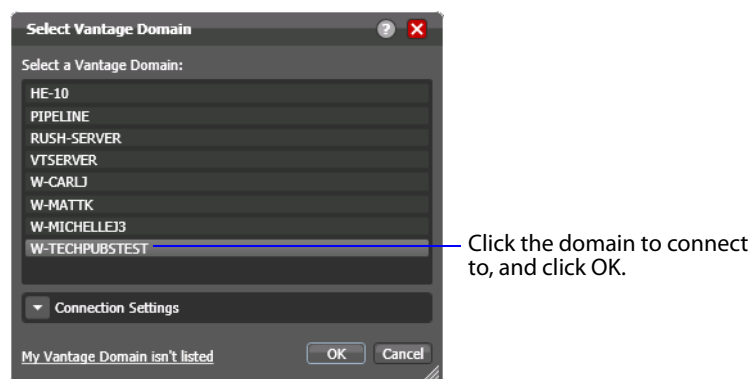 Select Vantage Domain
?
Select a Vantage Domain:
HE-10
PIPELINE
RUSH-SERVER
VTSERVER
W-CARLJ
W-MATTK
W-MICHELLEJ3
W-TECHPUBSTEST
Click the domain to connect
to, and click OK.
Connection Settings
My Vantage Domain isn't listed
OK
Cancel